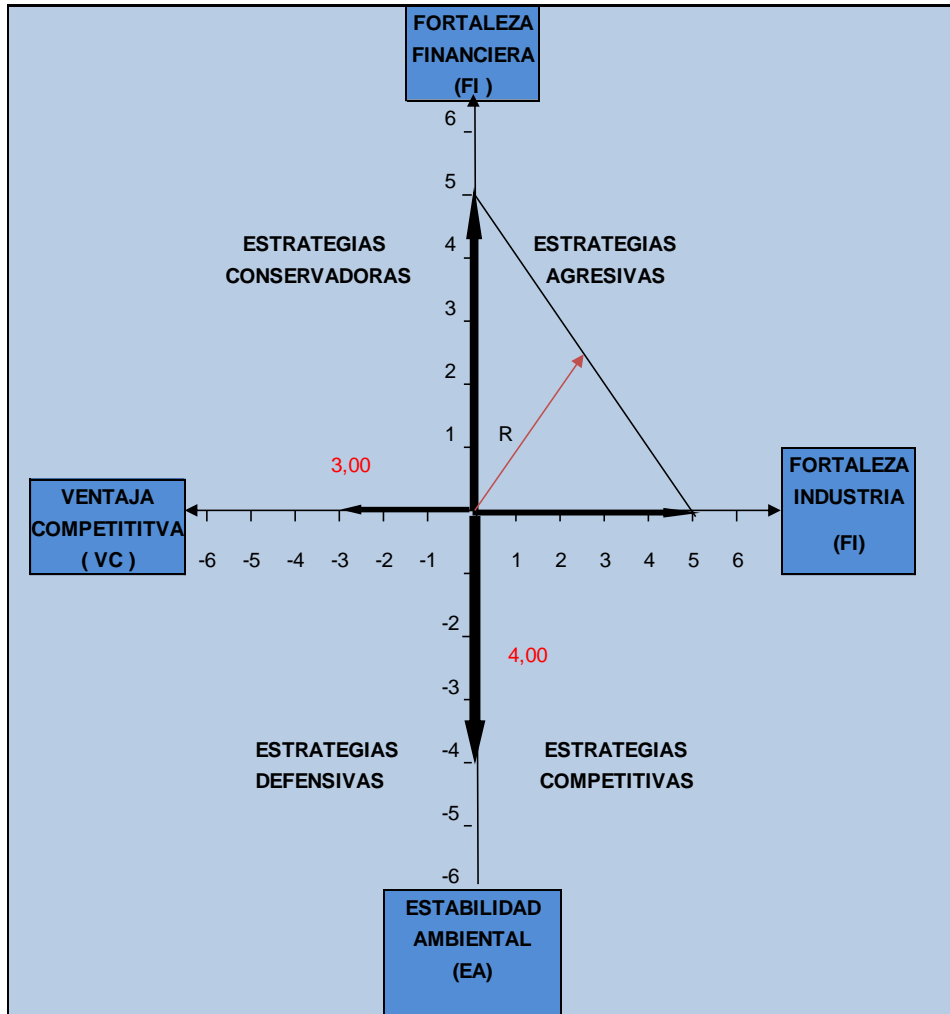 FORTALEZA
FINANCIERA
(FI )
6
5
ESTRATEGIAS
CONSERVADORAS
4
ESTRATEGIAS
AGRESIVAS
3
2
1
R
3,00
VENTAJA
COMPETITITVA
( VC )
FORTALEZA
INDUSTRIA
(FI)
-6 -5 -4 -3 -2 -1 1 2 3 4 5 6
-2
4,00
-3
ESTRATEGIAS
DEFENSIVAS
-4
ESTRATEGIAS
COMPETITIVAS
-5
-6
ESTABILIDAD
AMBIENTAL
(EA)